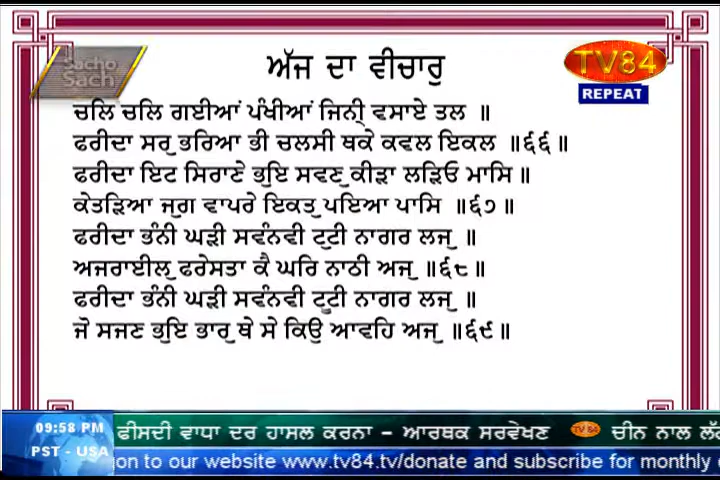 Sacho
Sach
ਅੱਜ ਦਾ ਵੀਚਾਰੁ
TV84
REPEAT
ਚਲਿ ਚਲਿ ਗਈਆਂ ਪੰਖੀਆਂ ਜਿਨੀ੍ ਵਸਾਏ ਤਲ ॥
ਫਰੀਦਾ ਸਰੁ ਭਰਿਆ ਭੀ ਚਲਸੀ ਥਕੇ ਕਵਲ ਇਕਲ ॥੬੬॥
ਫਰੀਦਾ ਇਟ ਸਿਰਾਣੇ ਭੁਇ ਸਵਣੁ ਕੀੜਾ ਲੜਿਓ ਮਾਸਿ॥
ਕੇਤੜਿਆ ਜੁਗ ਵਾਪਰੇ ਇਕਤੁ ਪਇਆ ਪਾਸਿ ॥੬੭॥
ਫਰੀਦਾ ਭੰਨੀ ਘੜੀ ਸਵੰਨਵੀ ਟੁਟੀ ਨਾਗਰ ਲਜੁ ॥
ਅਜਰਾਈਲੁ ਫਰੇਸਤਾ ਕੈ ਘਰਿ ਨਾਠੀ ਅਜੁ ॥੬੮॥
ਫਰੀਦਾ ਭੰਨੀ ਘੜੀ ਸਵੰਨਵੀ ਟੂਟੀ ਨਾਗਰ ਲਜੁ ॥
ਜੋ ਸਜਣ ਭੁਇ ਭਾਰੁ ਥੇ ਸੇ ਕਿਉ ਆਵਹਿ ਅਜੁ ॥੬੯॥
09:58 PM
PST - USA
ਫੀਸਦੀ ਵਾਧਾ ਦਰ ਹਾਸਲ ਕਰਨਾ – ਆਰਥਕ ਸਰਵੇਖਣ TV84 ਚੀਨ ਨਾਲ
on to our website www.tv84.tv/donate and subscribe for monthly